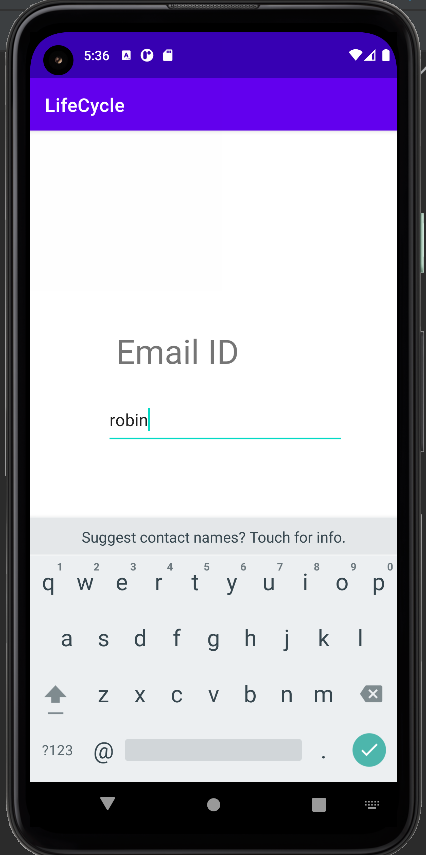 5:36
LifeCycle
Email ID
robin
Suggest contact names? Touch for info.
1 2 3 4 5 6 7 8 9 0
q w e r t y u i o p
a s d f g h j k l
z x c v b n m
?123 @ .